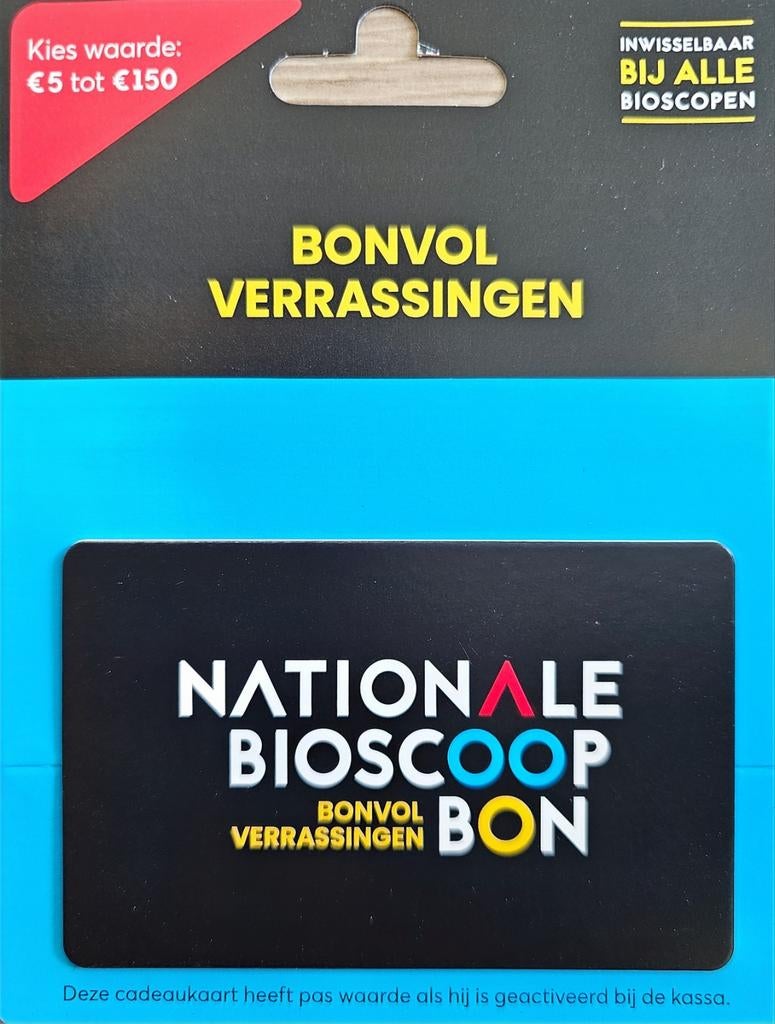 Kies waarde:
€5 tot €150
INWISSELBAAR
BIJ ALLE
BIOSCOPEN
BONVOL
VERRASSINGEN
NATIONALE
BIOSCOOP
BONVOL
VERRASSINGEN
BON
Deze cadeaukaart heeft pas waarde als hij is geactiveerd bij de kassa.